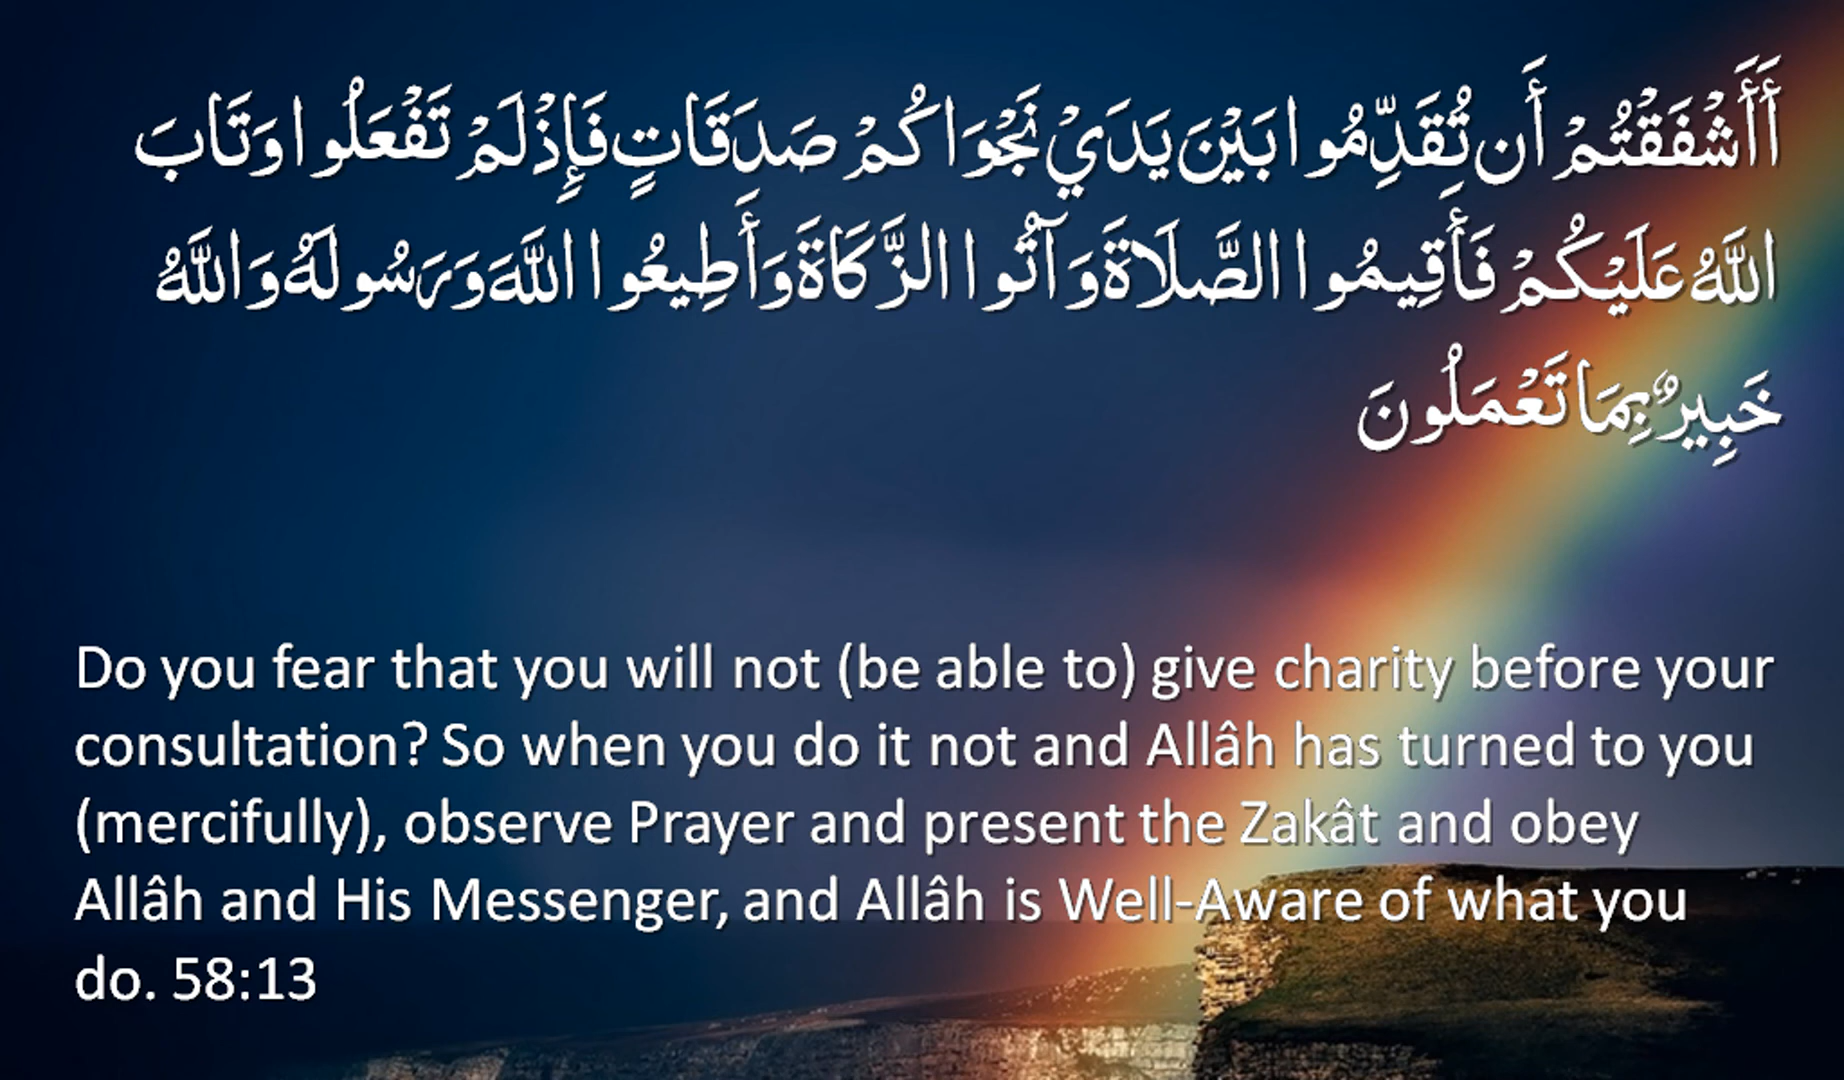 أَأَشْفَقْتُمْ أَن تُقَدِّمُوا بَيْنَ يَدَيْ نَجْوَاكُمْ صَدَقَاتٍ فَإِذْ لَمْ تَفْعَلُوا وَتَابَ
اللَّهُ عَلَيْكُمْ فَأَقِيمُوا الصَّلَاةَ وَآتُوا الزَّكَاةَ وَأَطِيعُوا اللَّهَ وَرَسُولَهُ وَاللَّهُ
خَبِيرٌ بِمَا تَعْمَلُونَ
Do you fear that you will not (be able to) give charity before your
consultation? So when you do it not and Allâh has turned to you
(mercifully), observe Prayer and present the Zakât and obey
Allâh and His Messenger, and Allâh is Well-Aware of what you
do. 58:13